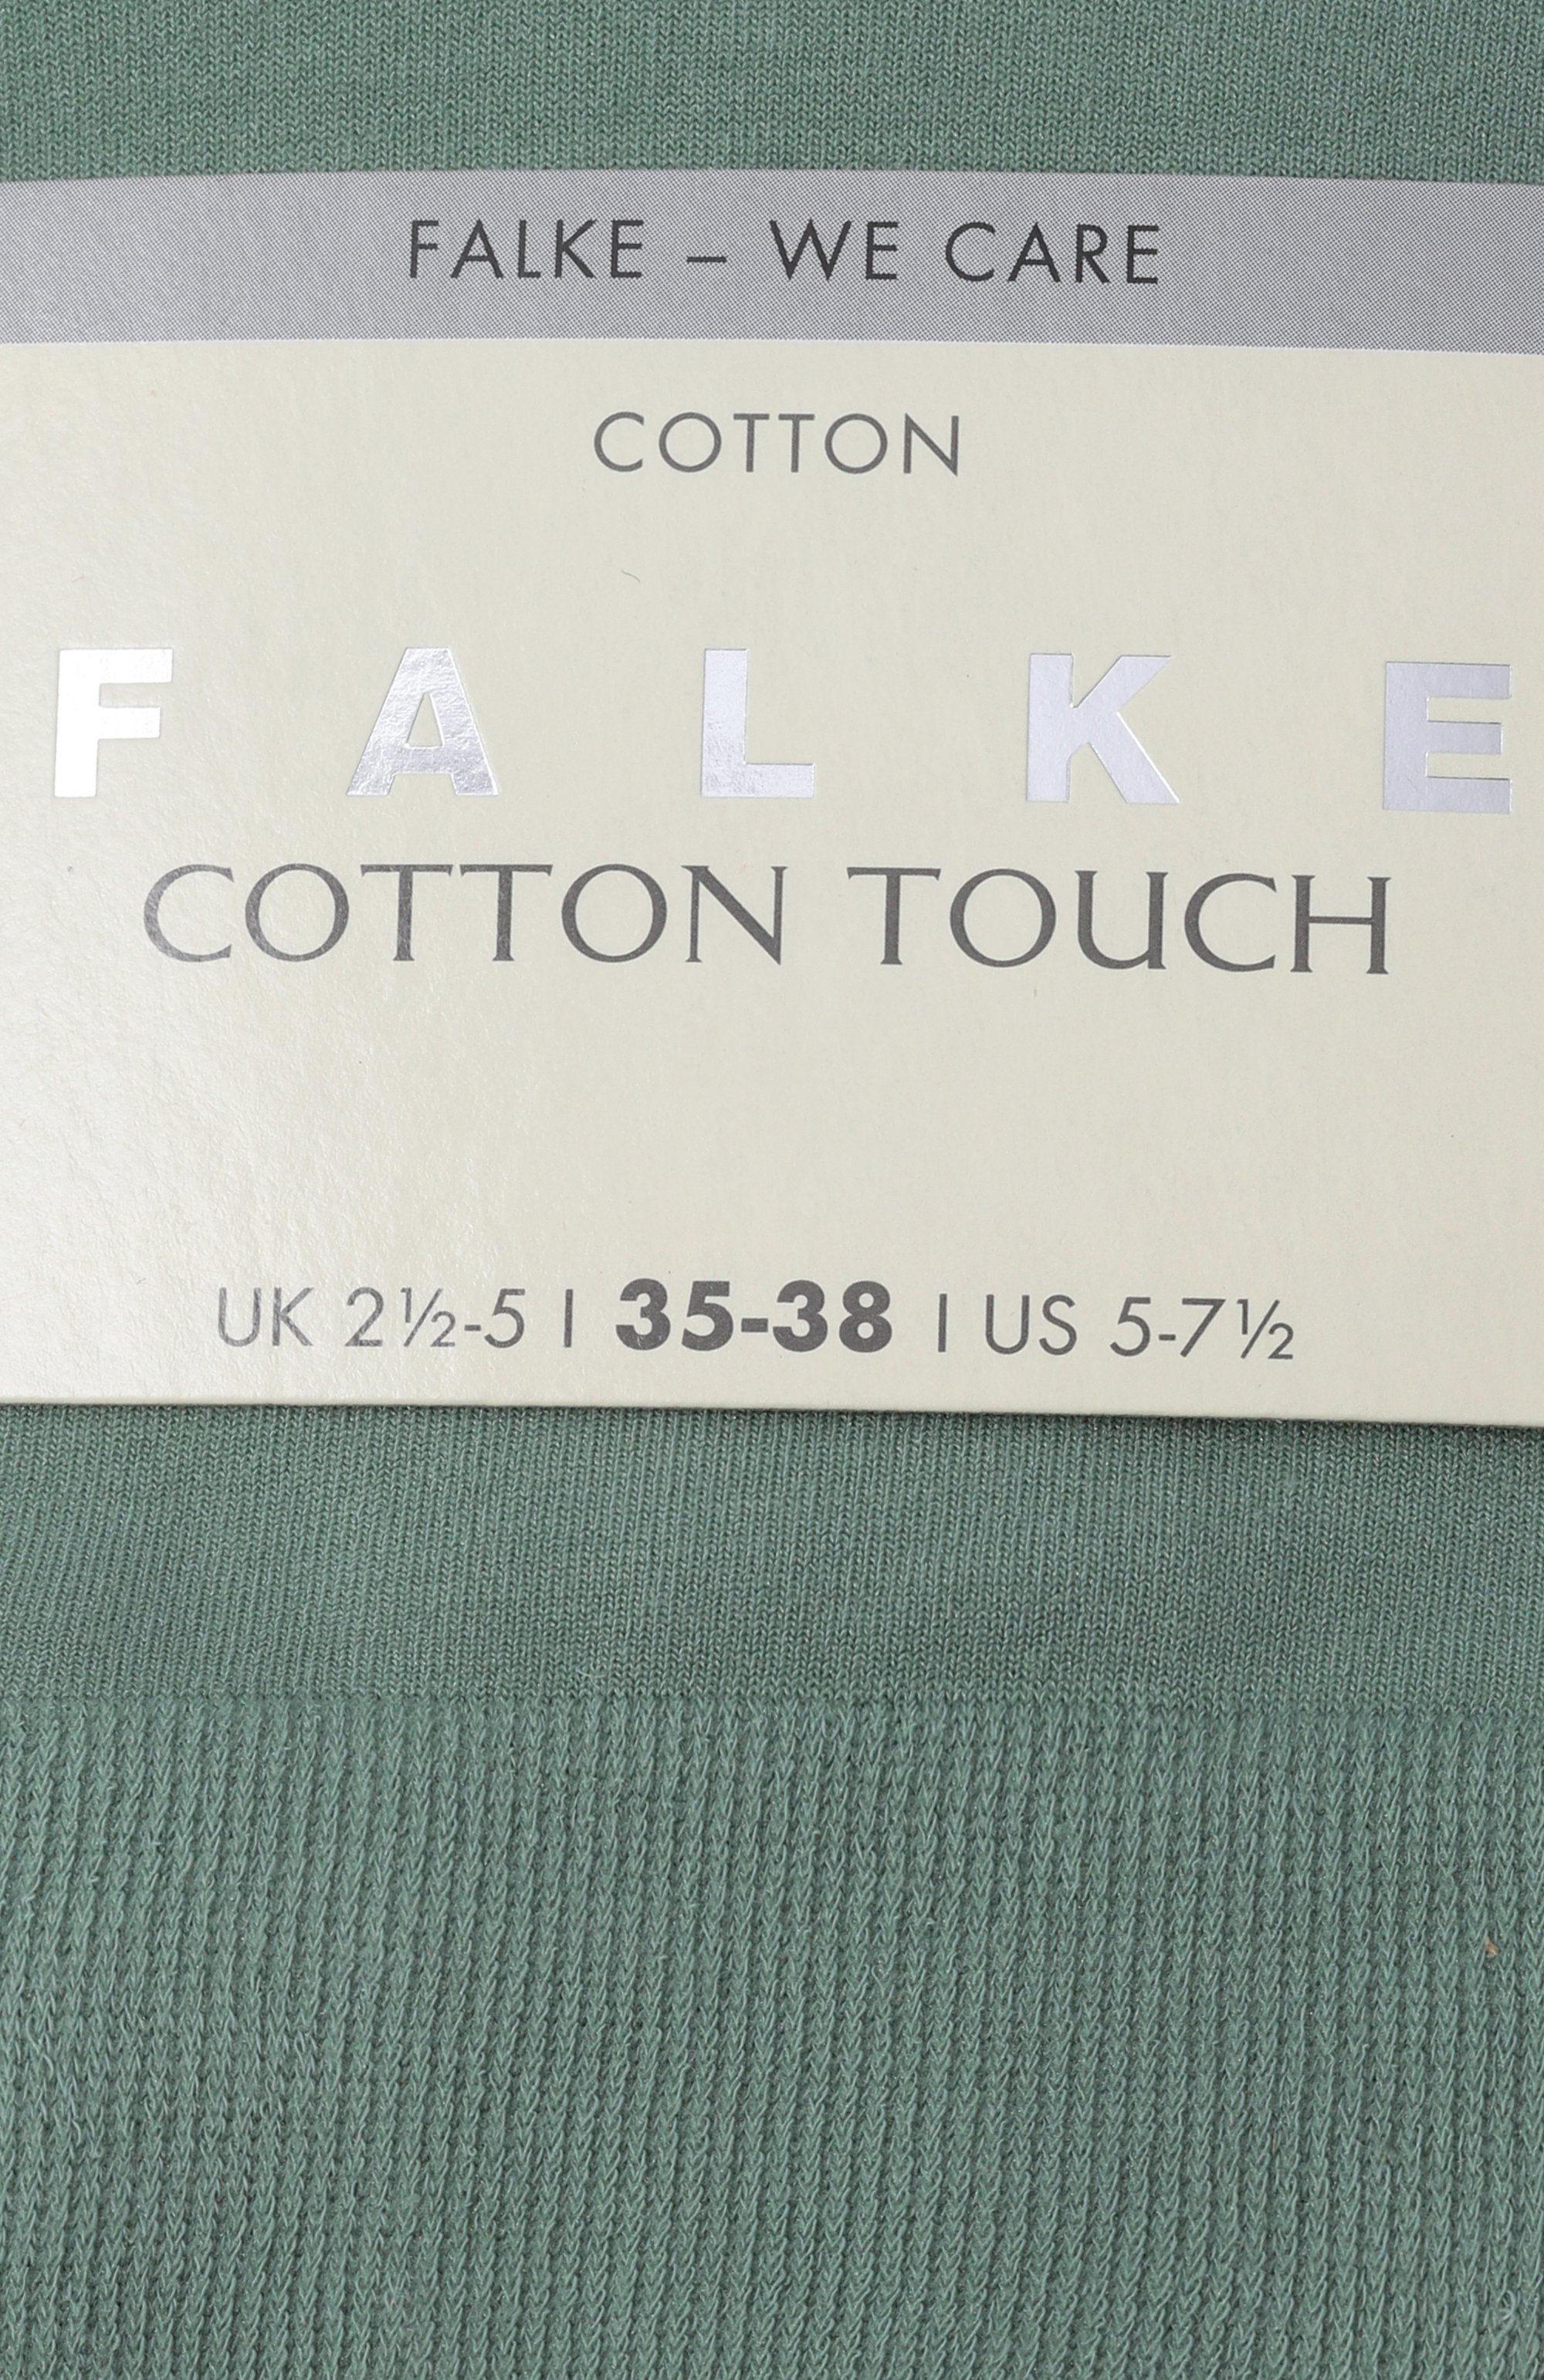 FALKE – WE CARE
COTTON
FALKE
COTTON TOUCH
UK 2½-5 I 35-38 I US 5-7½